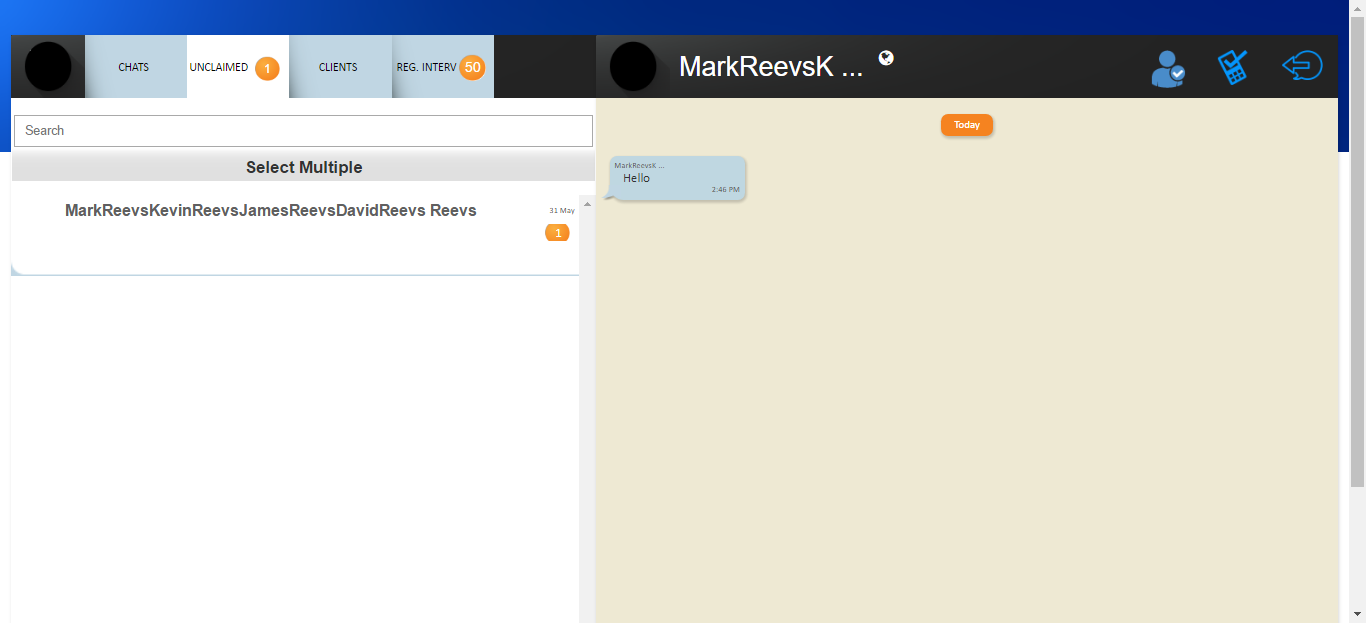 CHATS
UNCLAIMED 1
CLIENTS
REG. INTERV 50
MarkReevsK ...
Search
Select Multiple
MarkReevsKevinReevsJamesReevsDavidReevs Reevs
31 May
1
Today
MarkReevsK ...
Hello
2:46 PM